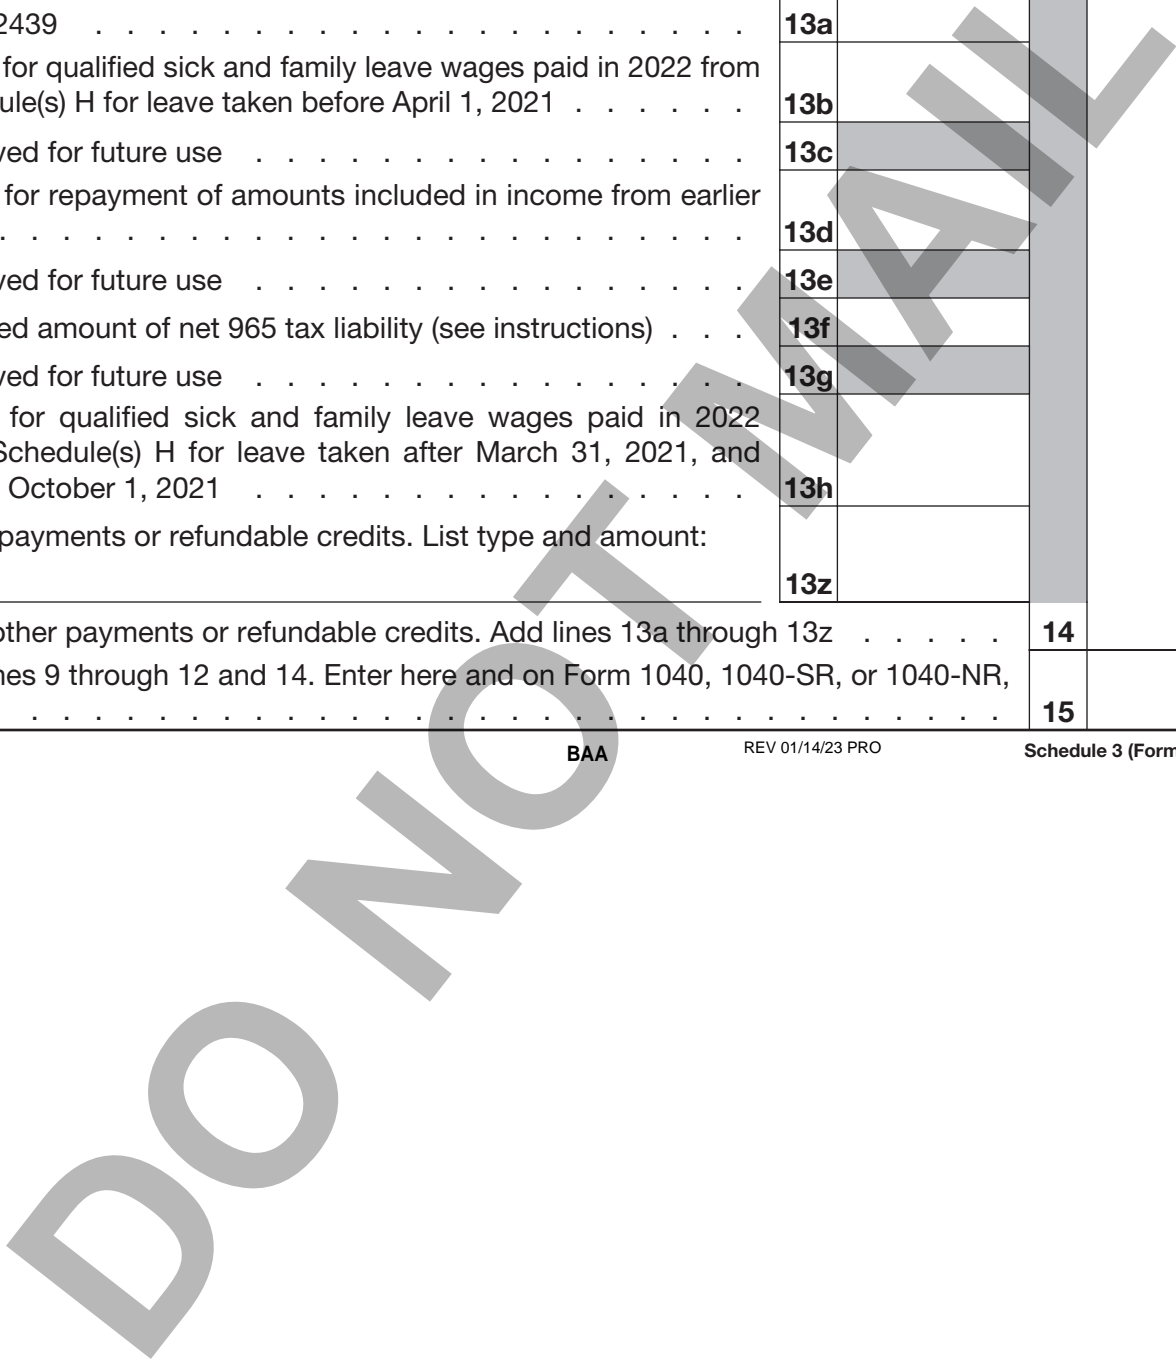 2439 . . . . . . . . . . . . . . . . . . . . . 13a
for qualified sick and family leave wages paid in 2022 from
ule(s) H for leave taken before April 1, 2021 . . . . . . 13b
ved for future use . . . . . . . . . . . . . . . . 13c
for repayment of amounts included in income from earlier
. . . . . . . . . . . . . . . . . . . . . . . . 13d
ved for future use . . . . . . . . . . . . . . . . 13e
ed amount of net 965 tax liability (see instructions) . . . 13f
ved for future use . . . . . . . . . . . . . . . . 13g
for qualified sick and family leave wages paid in 2022
Schedule(s) H for leave taken after March 31, 2021, and
October 1, 2021 . . . . . . . . . . . . . . . . 13h
payments or refundable credits. List type and amount:
13z
other payments or refundable credits. Add lines 13a through 13z . . . . . 14
nes 9 through 12 and 14. Enter here and on Form 1040, 1040-SR, or 1040-NR,
. . . . . . . . . . . . . . . . . . . . . . . . . . . . . . . 15
BAA REV 01/14/23 PRO Schedule 3 (Form
DO NOT MAIL